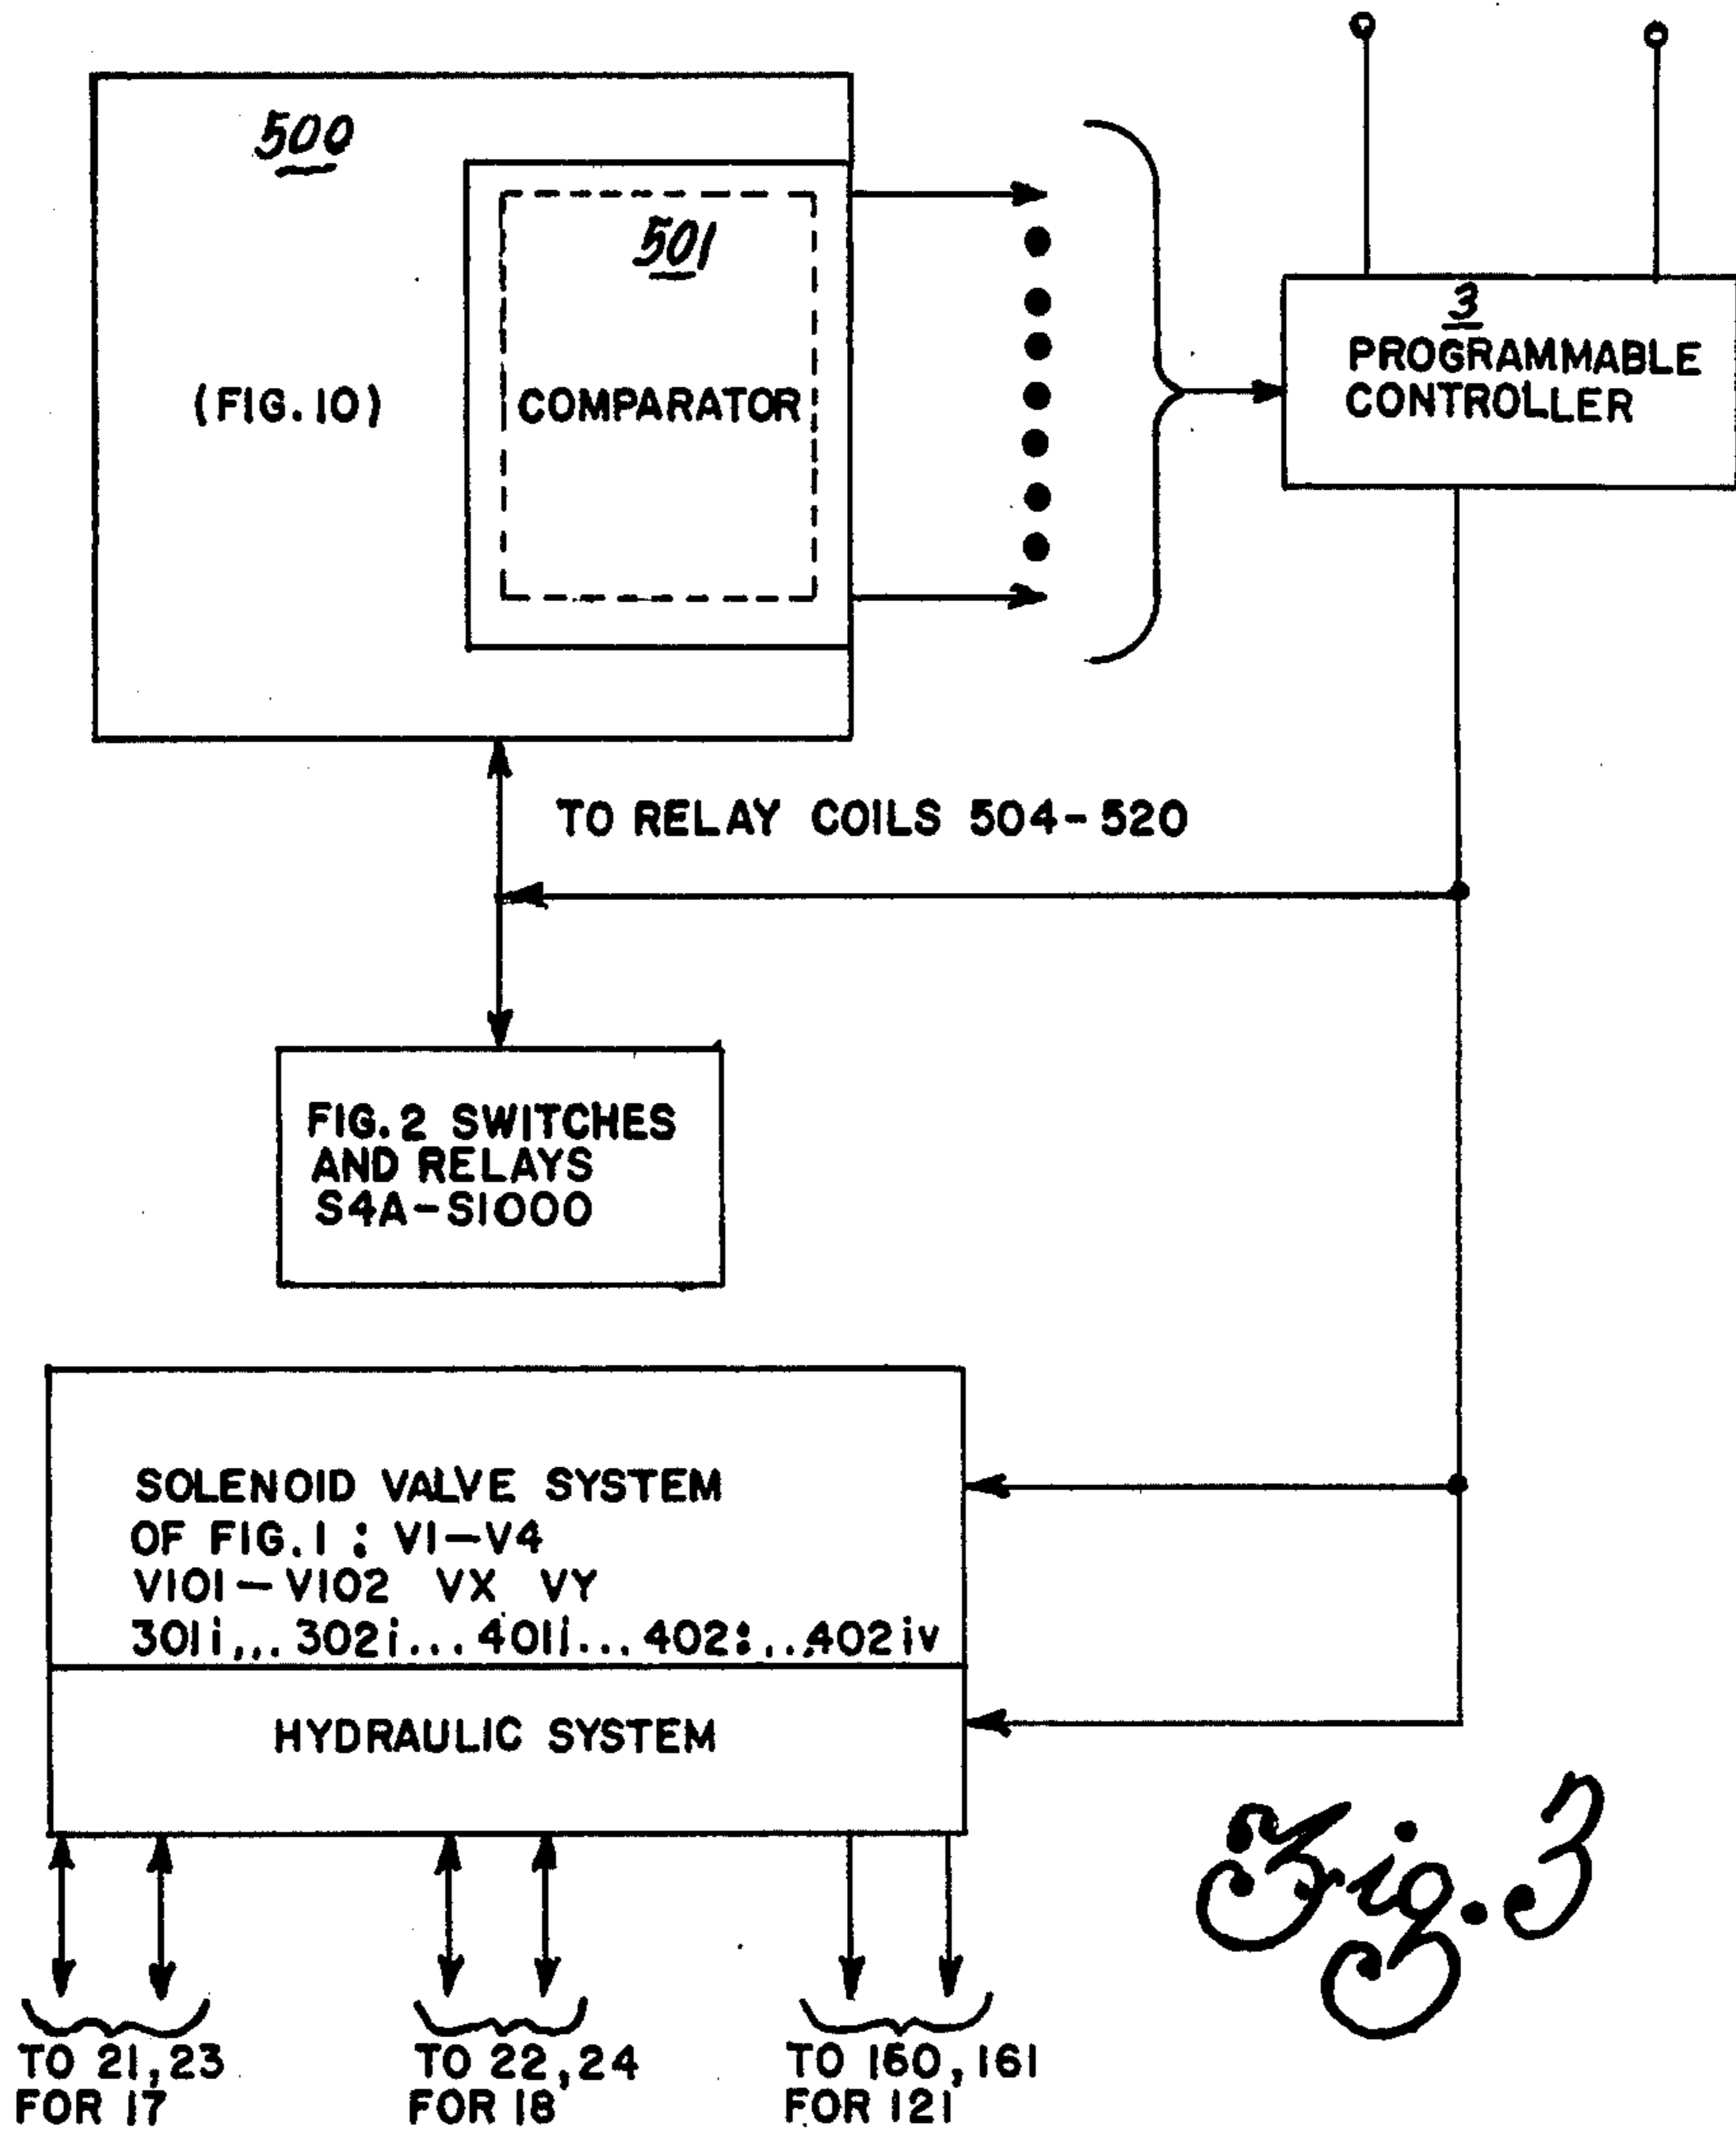 500
501
(FIG. 10)
COMPARATOR
3
PROGRAMMABLE
CONTROLLER
TO RELAY COILS 504-520
FIG. 2 SWITCHES
AND RELAYS
S4A-S1000
SOLENOID VALVE SYSTEM
OF FIG. 1 : V1-V4
V101-V102 VX VY
301i,.. 302i... 401i... 402:..,402iv
HYDRAULIC SYSTEM
TO 21,23
FOR 17
TO 22,24
FOR 18
TO 160,161
FOR 121
Fig. 3